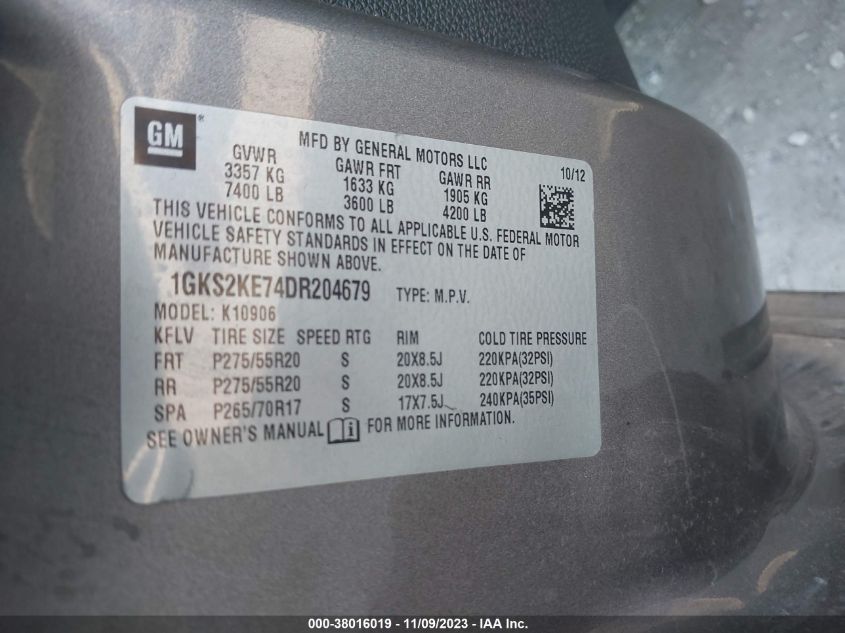 GM®
MFD BY GENERAL MOTORS LLC
10/12
GVWR GAWR FRT GAWR RR
3357 KG 1633 KG 1905 KG
7400 LB 3600 LB 4200 LB
THIS VEHICLE CONFORMS TO ALL APPLICABLE U.S. FEDERAL MOTOR
VEHICLE SAFETY STANDARDS IN EFFECT ON THE DATE OF
MANUFACTURE SHOWN ABOVE.
1GKS2KE74DR204679 TYPE: M.P.V.
MODEL: K10906
KFLV TIRE SIZE SPEED RTG RIM COLD TIRE PRESSURE
FRT P275/55R20 S 20X8.5J 220KPA(32PSI)
RR P275/55R20 S 20X8.5J 220KPA(32PSI)
SPA P265/70R17 S 17X7.5J 240KPA(35PSI)
SEE OWNER'S MANUAL i FOR MORE INFORMATION.
000-38016019 - 11/09/2023 - IAA Inc.